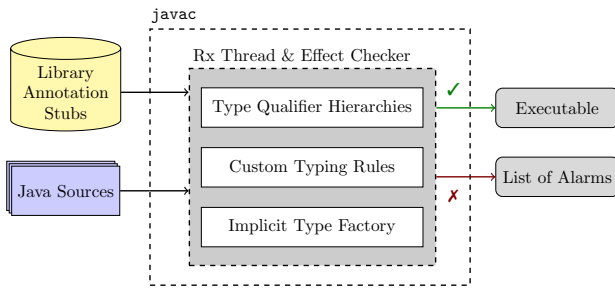 javac
Rx Thread & Effect Checker
Library
Annotation
Stubs
Java Sources
Type Qualifier Hierarchies
Custom Typing Rules
Implicit Type Factory
✓
✗
Executable
List of Alarms